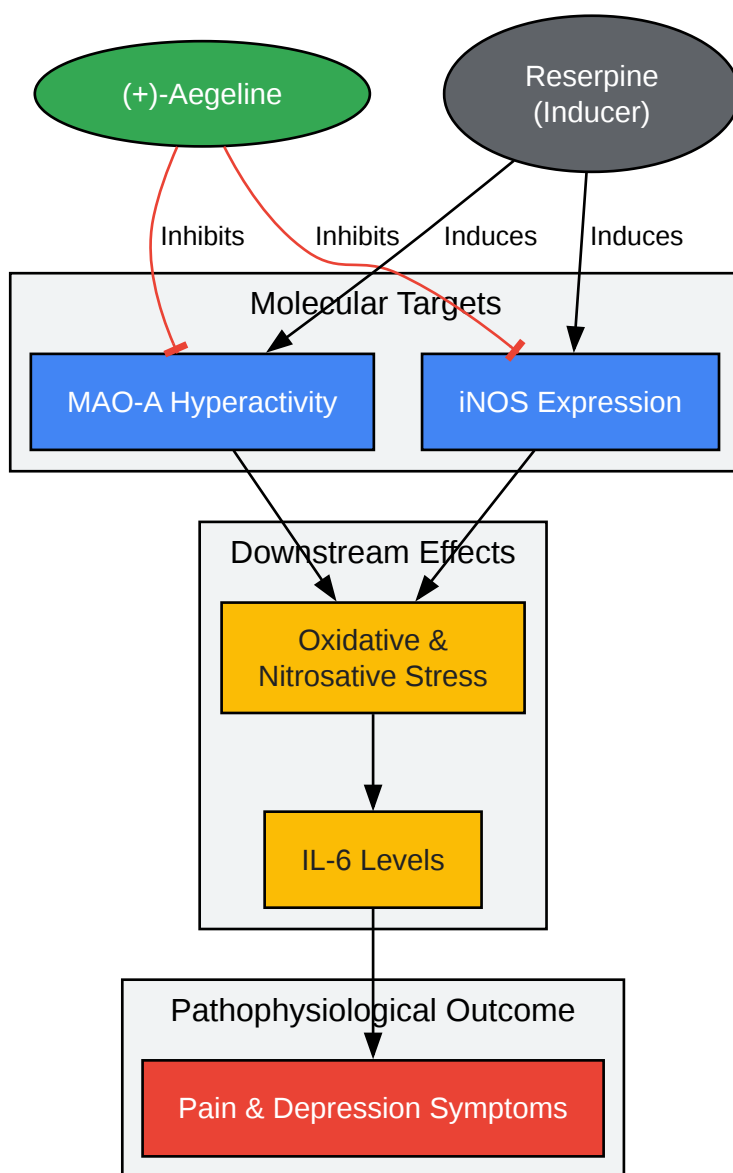 (+)-Aegeline
Reserpine
(Inducer)
Inhibits
Inhibits
Induces
Induces
Molecular Targets
MAO-A Hyperactivity
iNOS Expression
Downstream Effects
Oxidative &
Nitrosative Stress
IL-6 Levels
Pathophysiological Outcome
Pain & Depression Symptoms